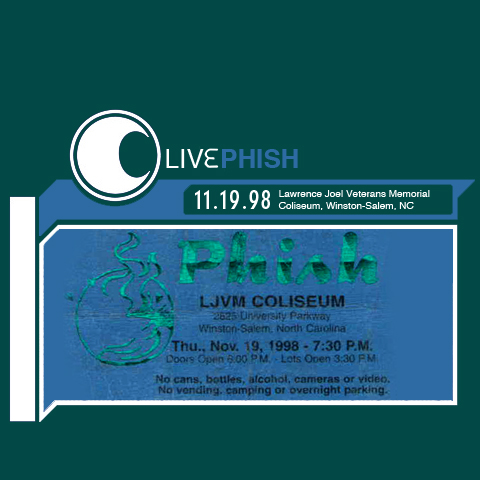 LIVEPHISH
11.19.98
Lawrence Joel Veterans Memorial
Coliseum, Winston-Salem, NC
Phish
LJVM COLISEUM
2825 University Parkway
Winston-Salem, North Carolina
Thu., Nov. 19, 1998 - 7:30 P.M.
Doors Open 6:00 P.M. - Lots Open 3:30 P.M.
No cans, bottles, alcohol, cameras or video.
No vending, camping or overnight parking.